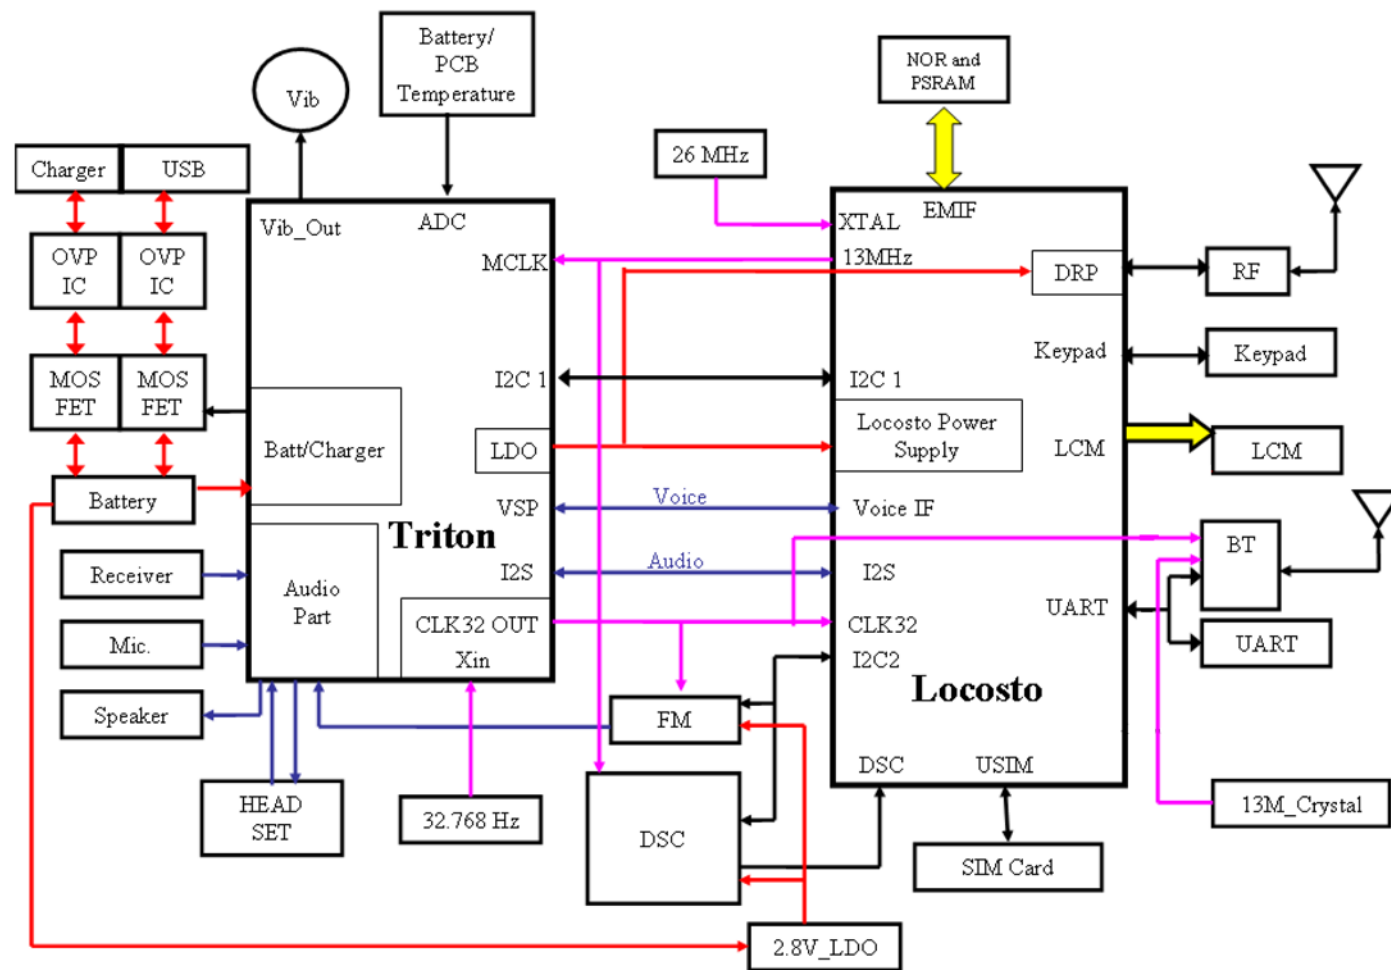 Battery/
PCB
Temperature
NOR and
PSRAM
Vib
26 MHz
Charger
USB
Vib_Out
ADC
EMIF
XTAL
OVP
IC
OVP
IC
MCLK
13MHz
DRP
RF
Keypad
Keypad
MOS
FET
MOS
FET
I2C 1
I2C 1
Batt/Charger
LDO
Locosto Power
Supply
LCM
LCM
Battery
VSP
Voice
Voice IF
Triton
BT
Receiver
Audio
Part
I2S
Audio
I2S
UART
CLK32 OUT
CLK32
Mic.
Xin
I2C2
UART
Locosto
Speaker
FM
DSC
USIM
HEAD
SET
32.768 Hz
DSC
13M_Crystal
SIM Card
2.8V_LDO